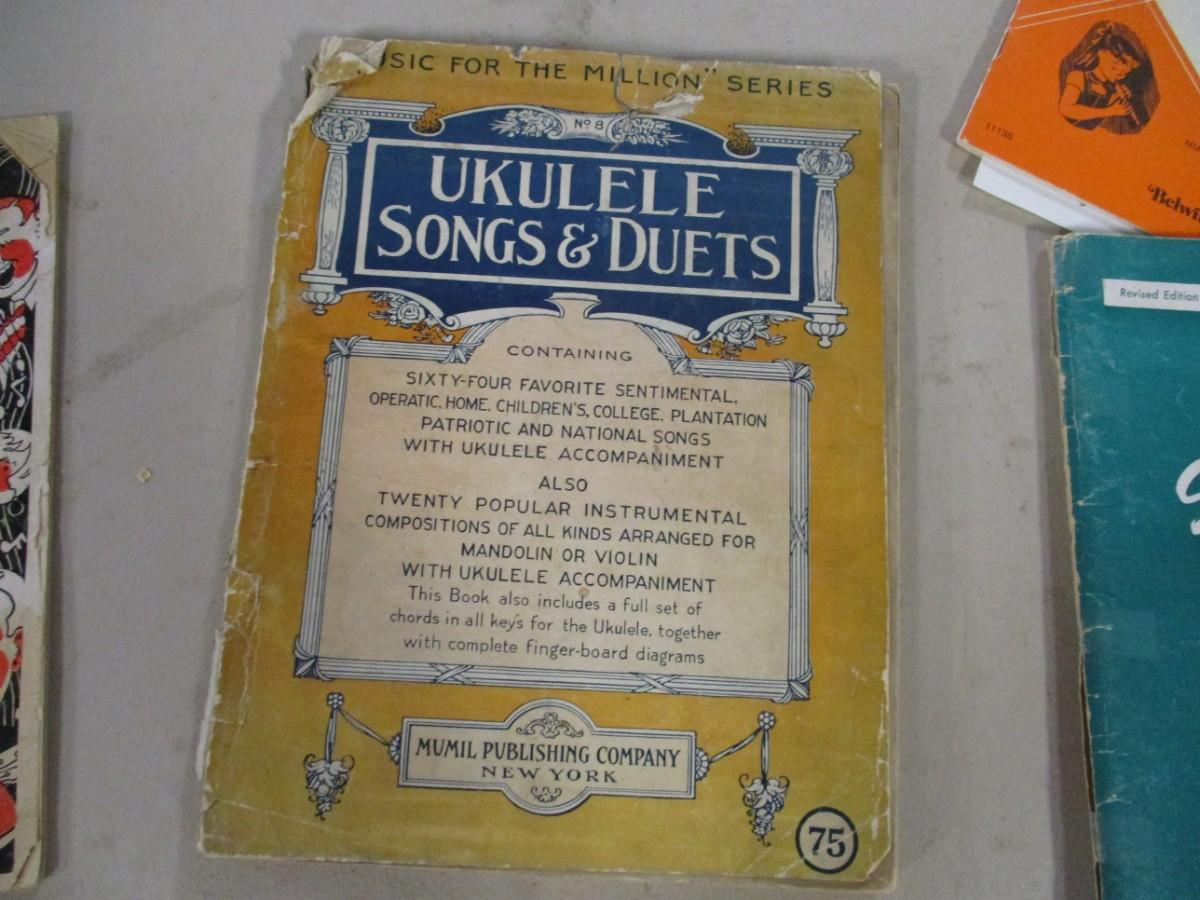 USIC FOR THE MILLION" SERIES
No 8
UKULELE
SONGS & DUETS
CONTAINING
SIXTY-FOUR FAVORITE SENTIMENTAL,
OPERATIC, HOME, CHILDREN'S, COLLEGE, PLANTATION
PATRIOTIC AND NATIONAL SONGS
WITH UKULELE ACCOMPANIMENT
ALSO
TWENTY POPULAR INSTRUMENTAL
COMPOSITIONS OF ALL KINDS ARRANGED FOR
MANDOLIN OR VIOLIN
WITH UKULELE ACCOMPANIMENT
This Book also includes a full set of
chords in all keys for the Ukulele, together
with complete finger-board diagrams
MUMIL PUBLISHING COMPANY
NEW YORK
75
11138
Revised Edition